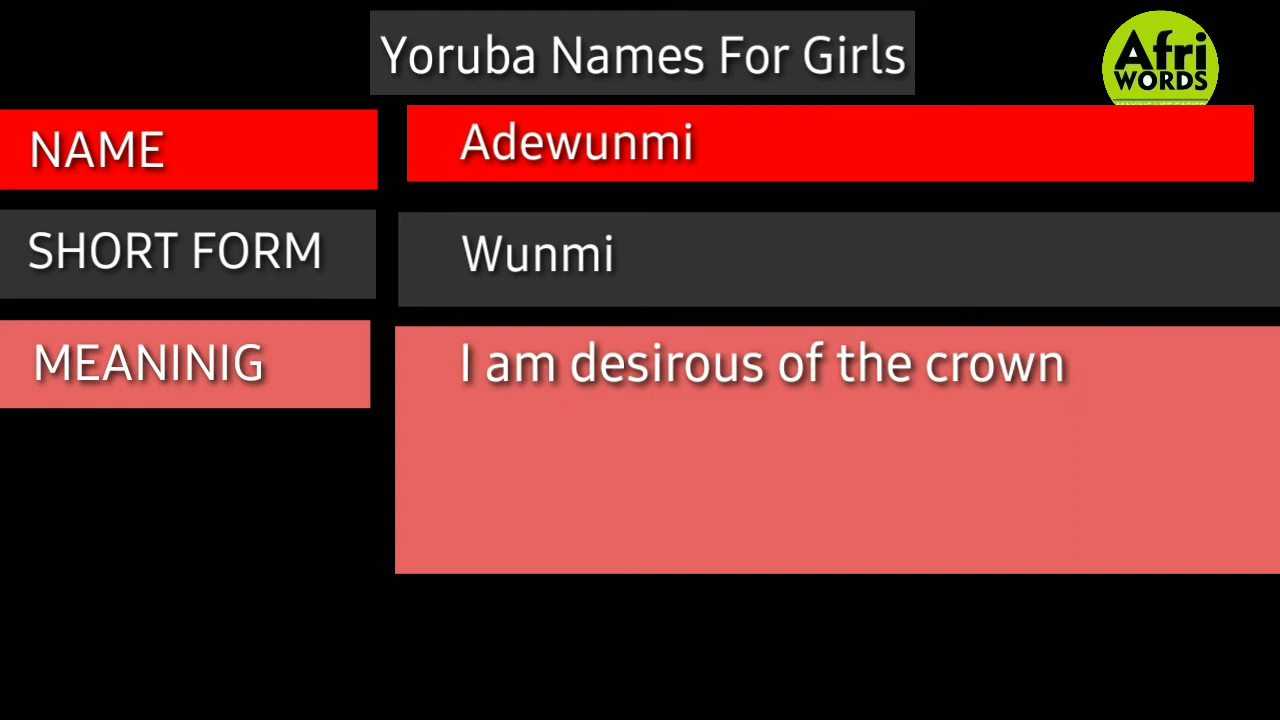 Yoruba Names For Girls
Afri
WORDS
NAME
Adewunmi
SHORT FORM
Wunmi
MEANINIG
I am desirous of the crown